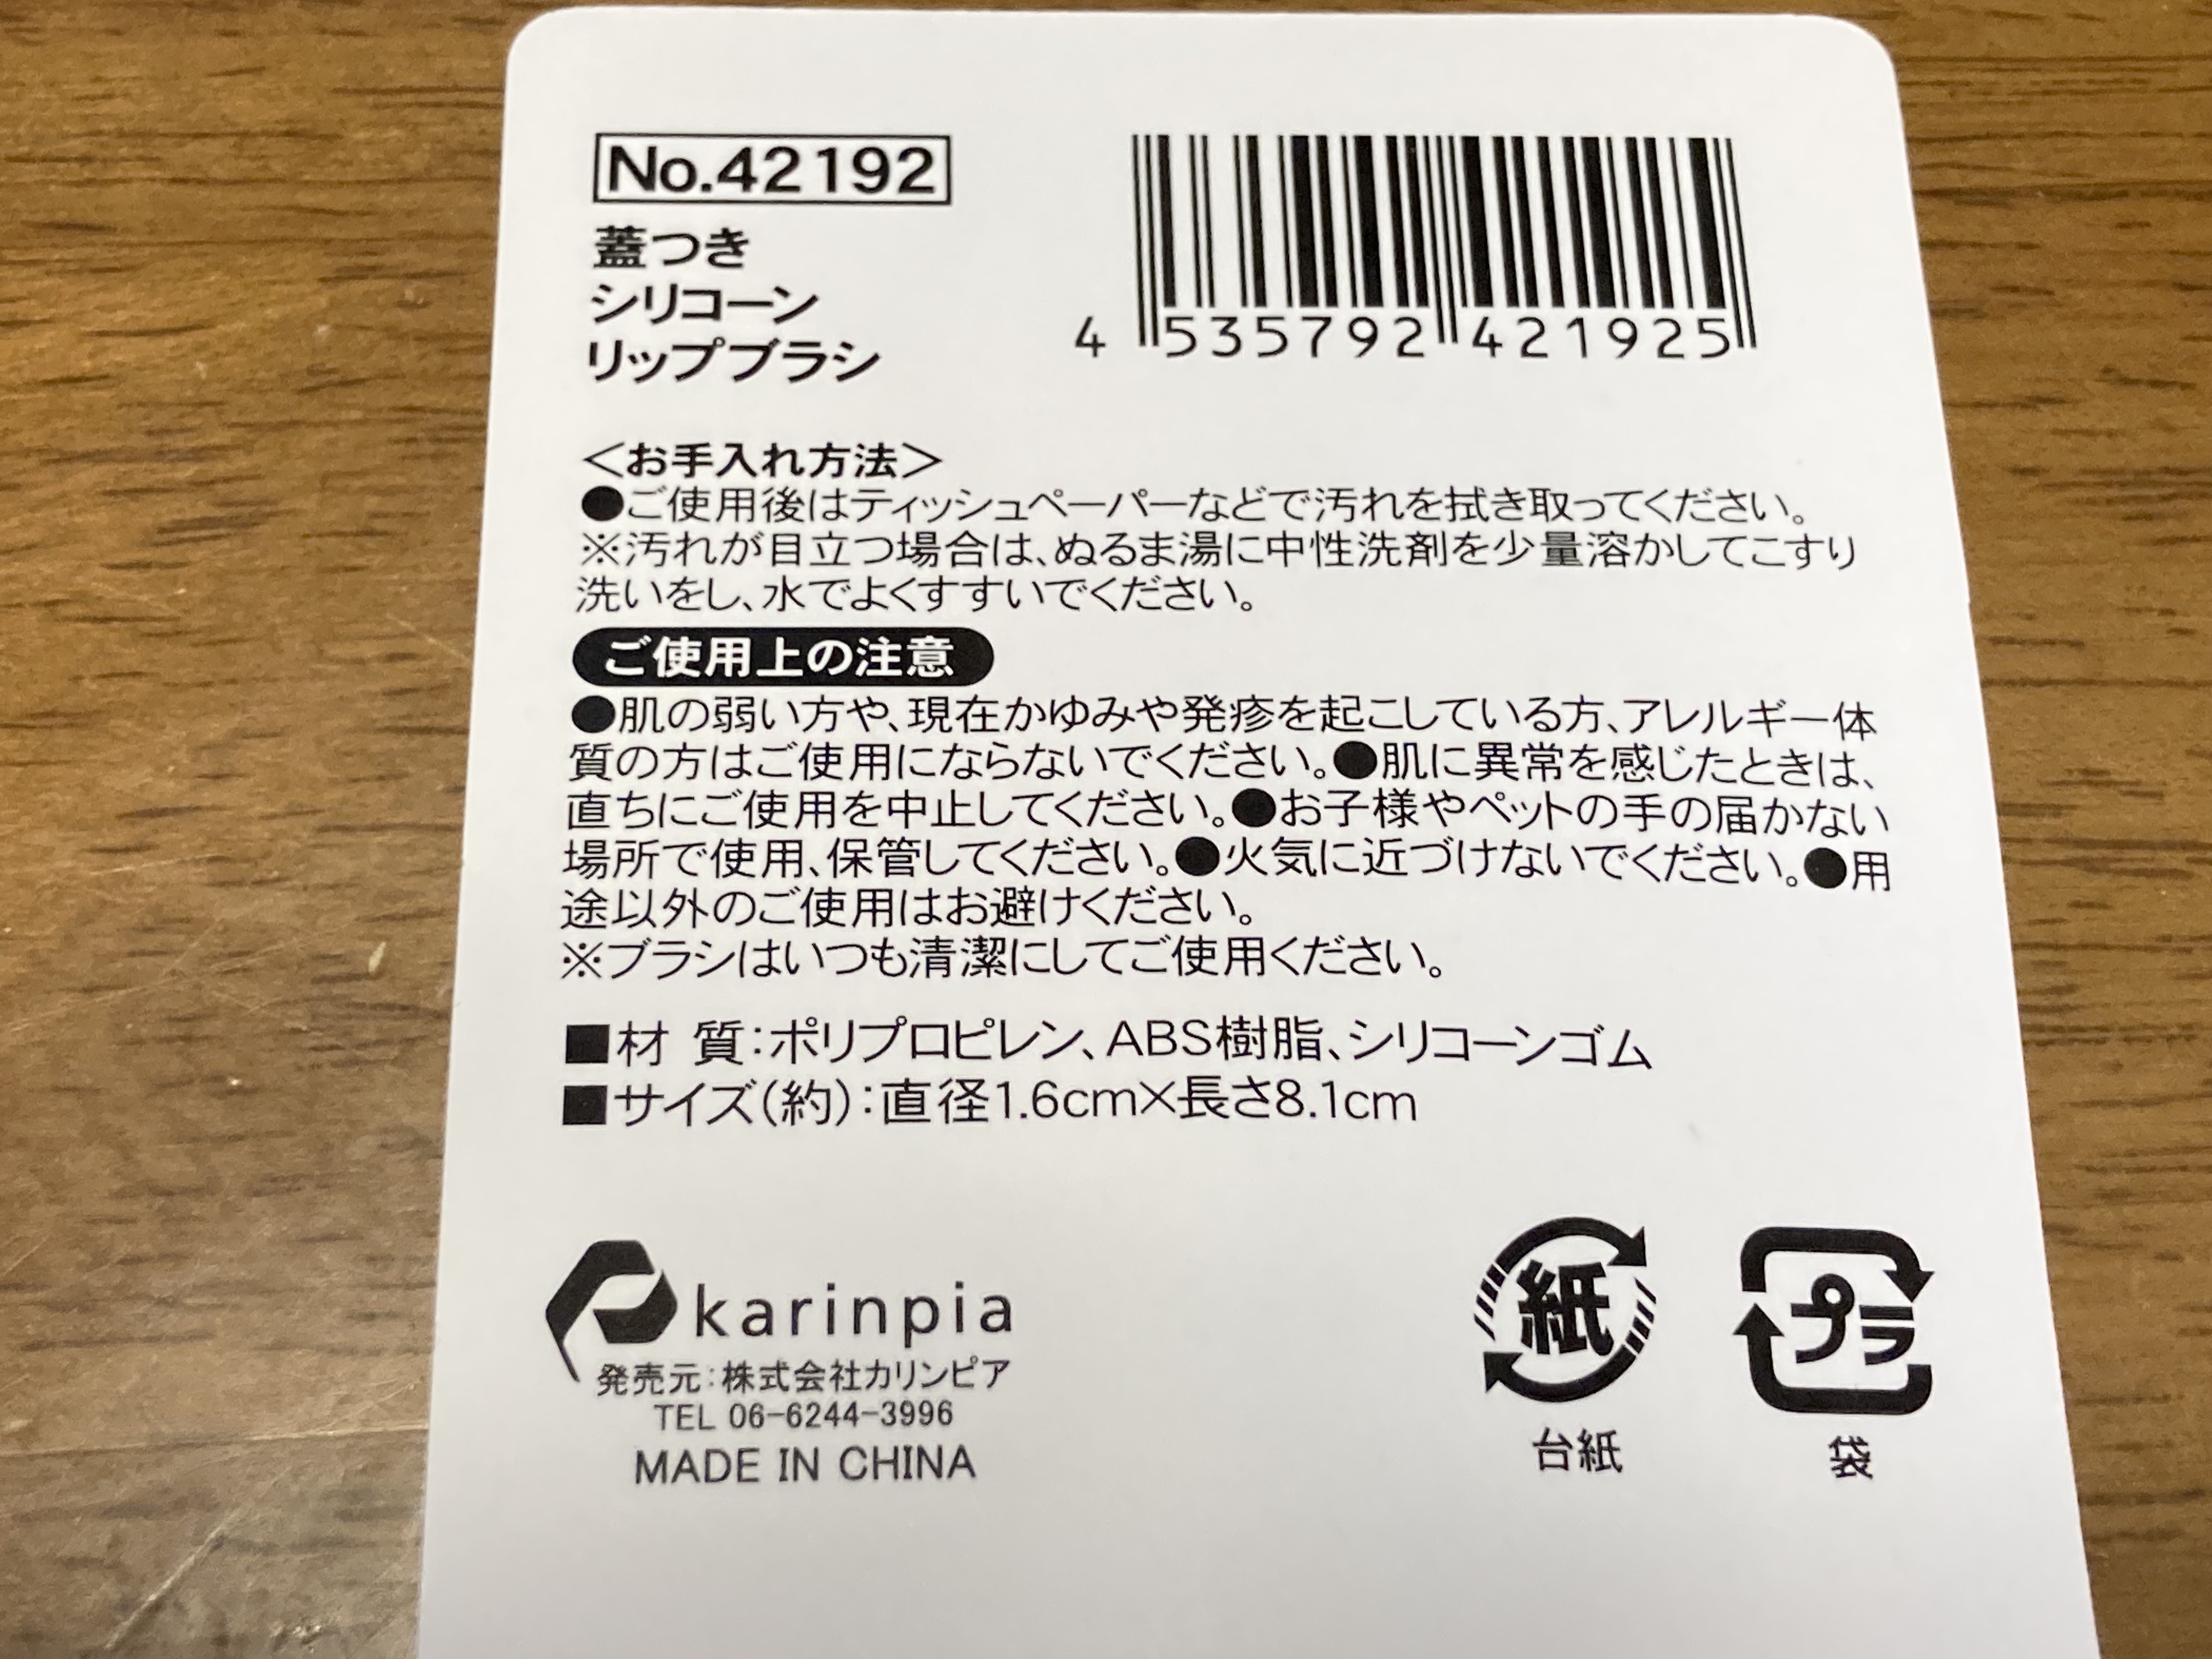 No.42192
蓋つき
シリコーン
リップブラシ
4 535792 421925
＜お手入れ方法＞
●ご使用後はティッシュペーパーなどで汚れを拭き取ってください。
※汚れが目立つ場合は、ぬるま湯に中性洗剤を少量溶かしてこすり
洗いをし、水でよくすすいでください。
ご使用上の注意
●肌の弱い方や、現在かゆみや発疹を起こしている方、アレルギー体
質の方はご使用にならないでください。●肌に異常を感じたときは、
直ちにご使用を中止してください。●お子様やペットの手の届かない
場所で使用、保管してください。●火気に近づけないでください。●用
途以外のご使用はお避けください。
※ブラシはいつも清潔にしてご使用ください。
■材 質：ポリプロピレン、ABS樹脂、シリコーンゴム
■サイズ（約）：直径1.6cm×長さ8.1cm
karinpia
発売元：株式会社カリンピア
TEL 06-6244-3996
MADE IN CHINA
紙
台紙
プラ
袋